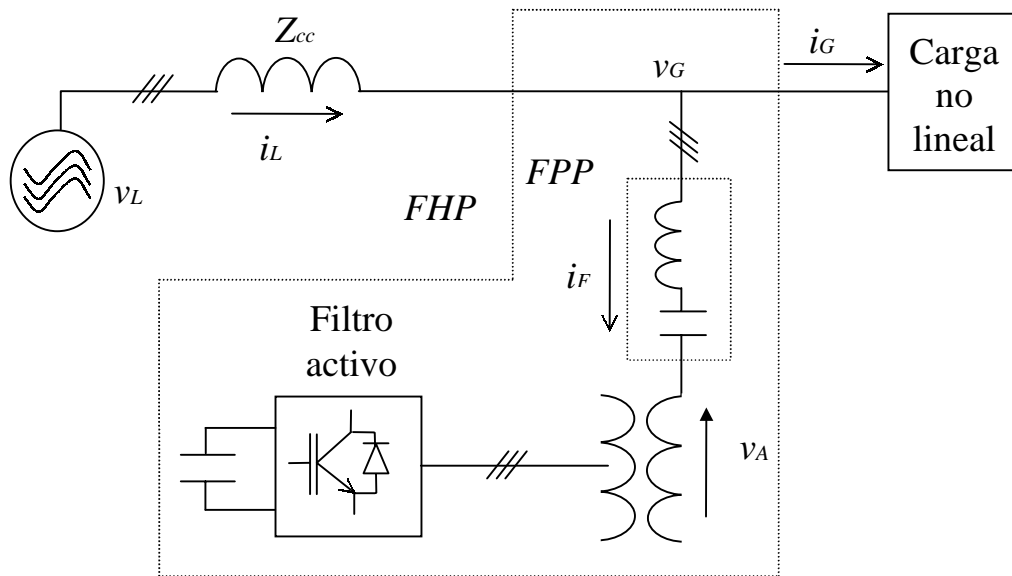 Zcc
iG
Carga
no
lineal
vG
iL
vL
FPP
FHP
iF
Filtro
activo
vA